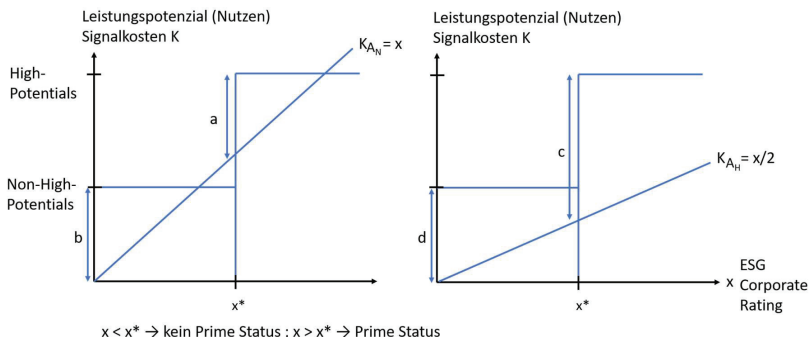 Leistungspotenzial (Nutzen)
Signalkosten K
K_{A_N} = x
High-
Potentials
a
Non-High-
Potentials
b
x*
Leistungspotenzial (Nutzen)
Signalkosten K
c
K_{A_H} = x/2
d
x*
x
ESG
Corporate
Rating
x < x* → kein Prime Status ; x > x* → Prime Status